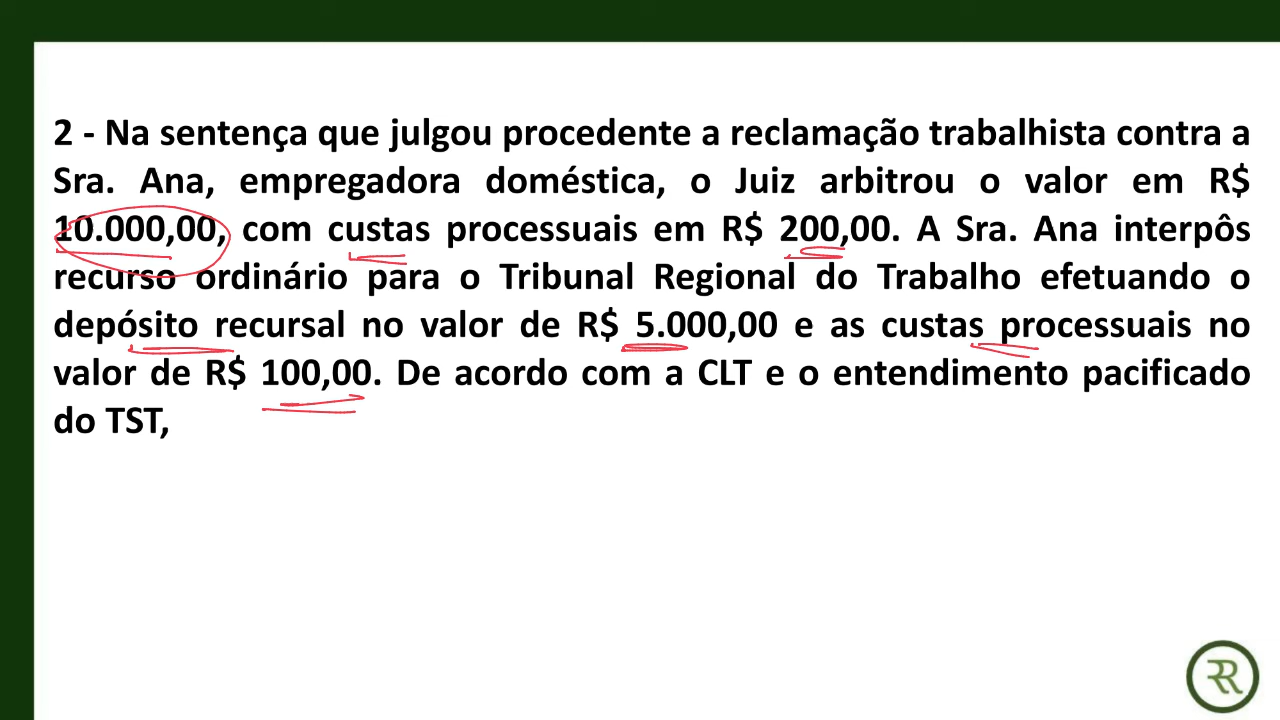 2 - Na sentença que julgou procedente a reclamação trabalhista contra a
Sra. Ana, empregadora doméstica, o Juiz arbitrou o valor em R$
10.000,00, com custas processuais em R$ 200,00. A Sra. Ana interpôs
recurso ordinário para o Tribunal Regional do Trabalho efetuando o
depósito recursal no valor de R$ 5.000,00 e as custas processuais no
valor de R$ 100,00. De acordo com a CLT e o entendimento pacificado
do TST,
RR